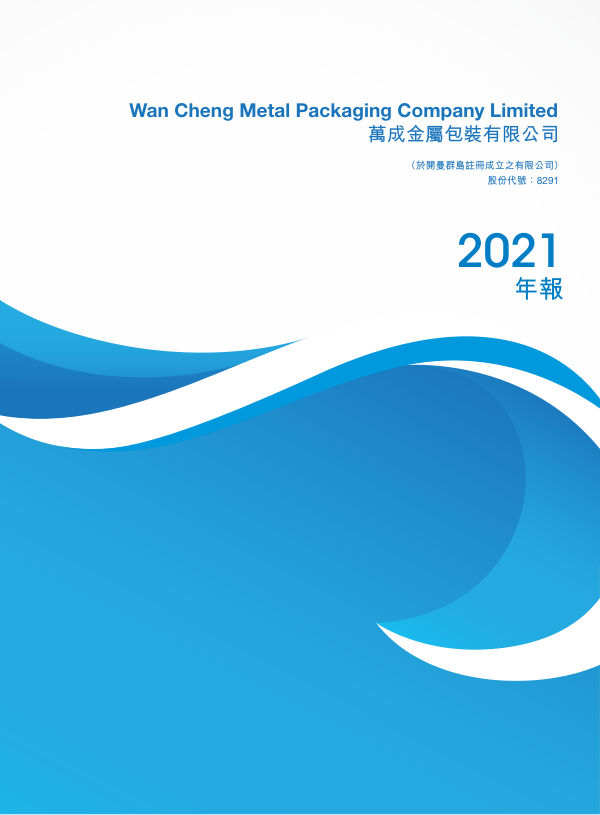 Wan Cheng Metal Packaging Company Limited
萬成金屬包裝有限公司
（於開曼群島註冊成立之有限公司）
股份代號：8291
2021
年報